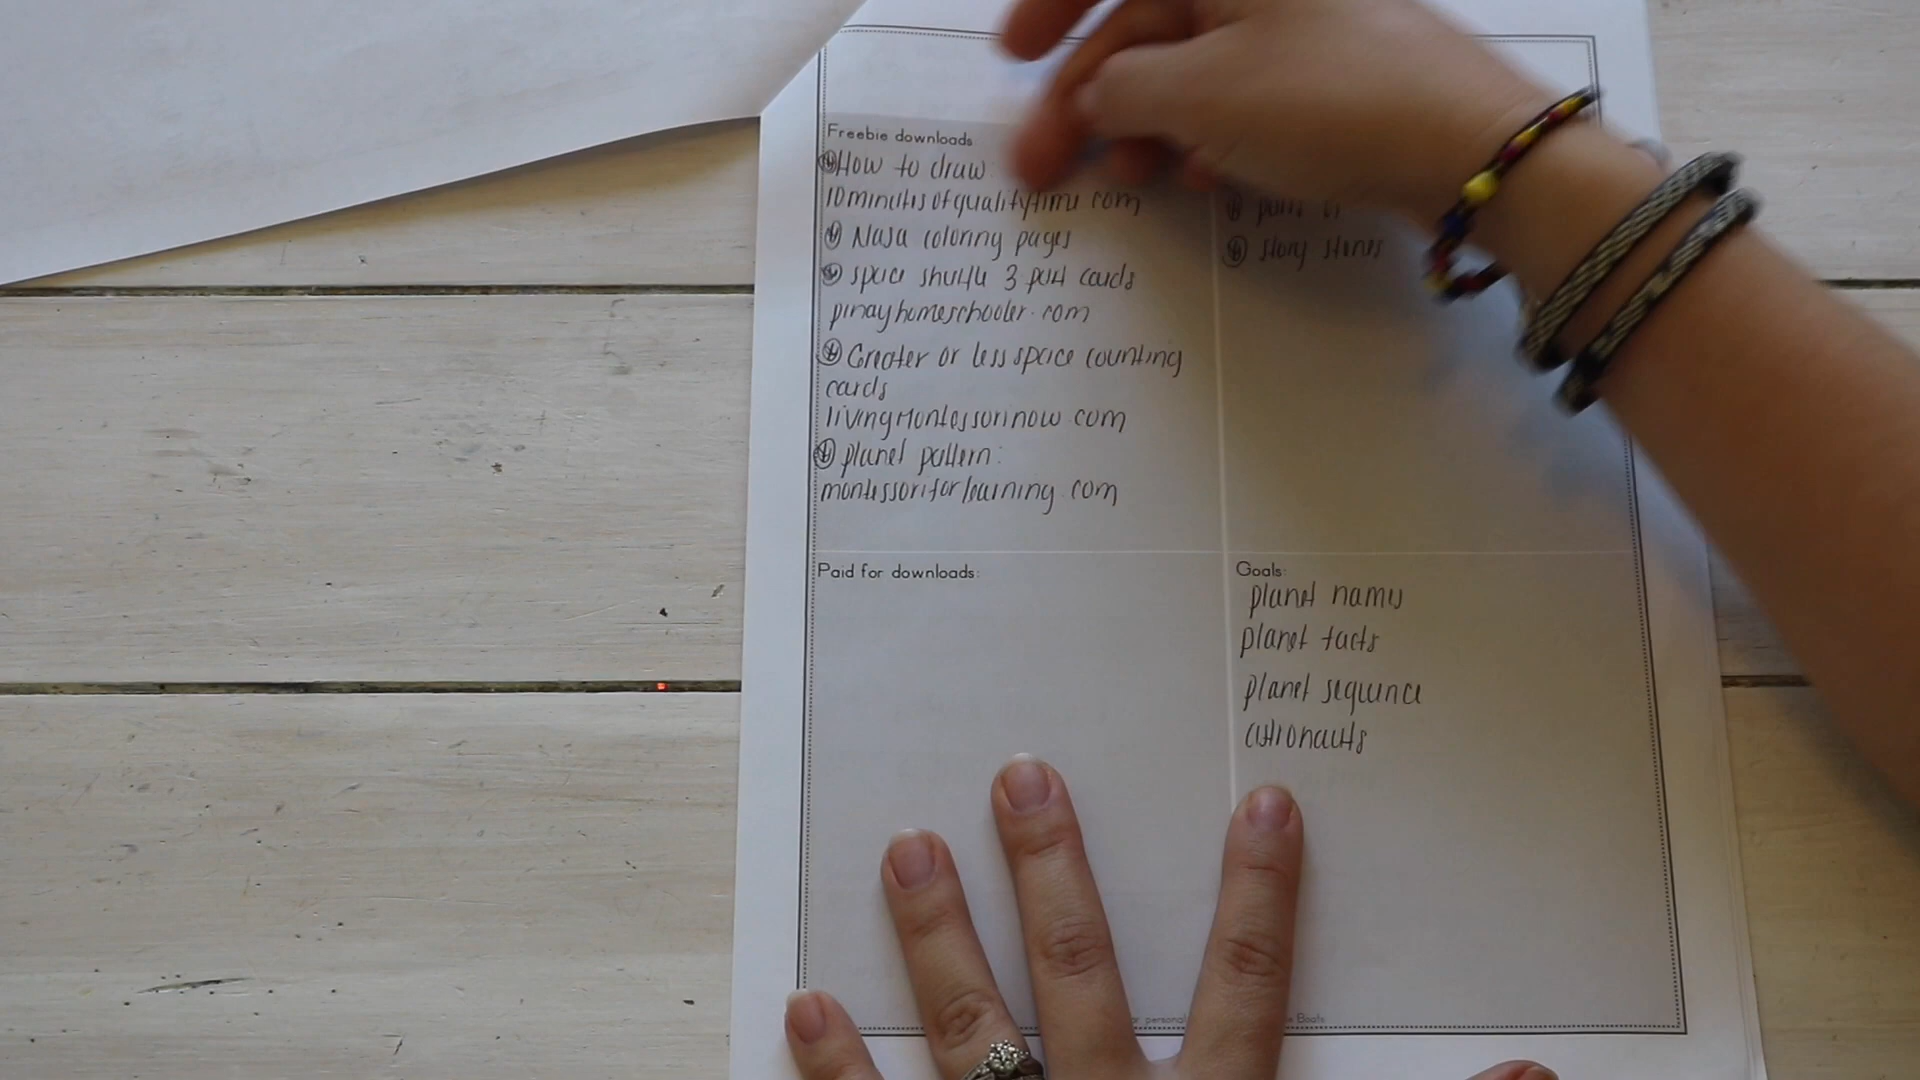 Freebie downloads
How to draw
10minutesofqualitytime.com
Nasa coloring pages
space shuttle 3 part cards
pinayhomeschooler.com
Greater or less space counting
cards
livingmontessorinow.com
planet pattern:
montessoriforlearning.com
story stones
Paid for downloads:
Goals:
planet names
planet facts
planet sequence
astronauts
personal
Boats